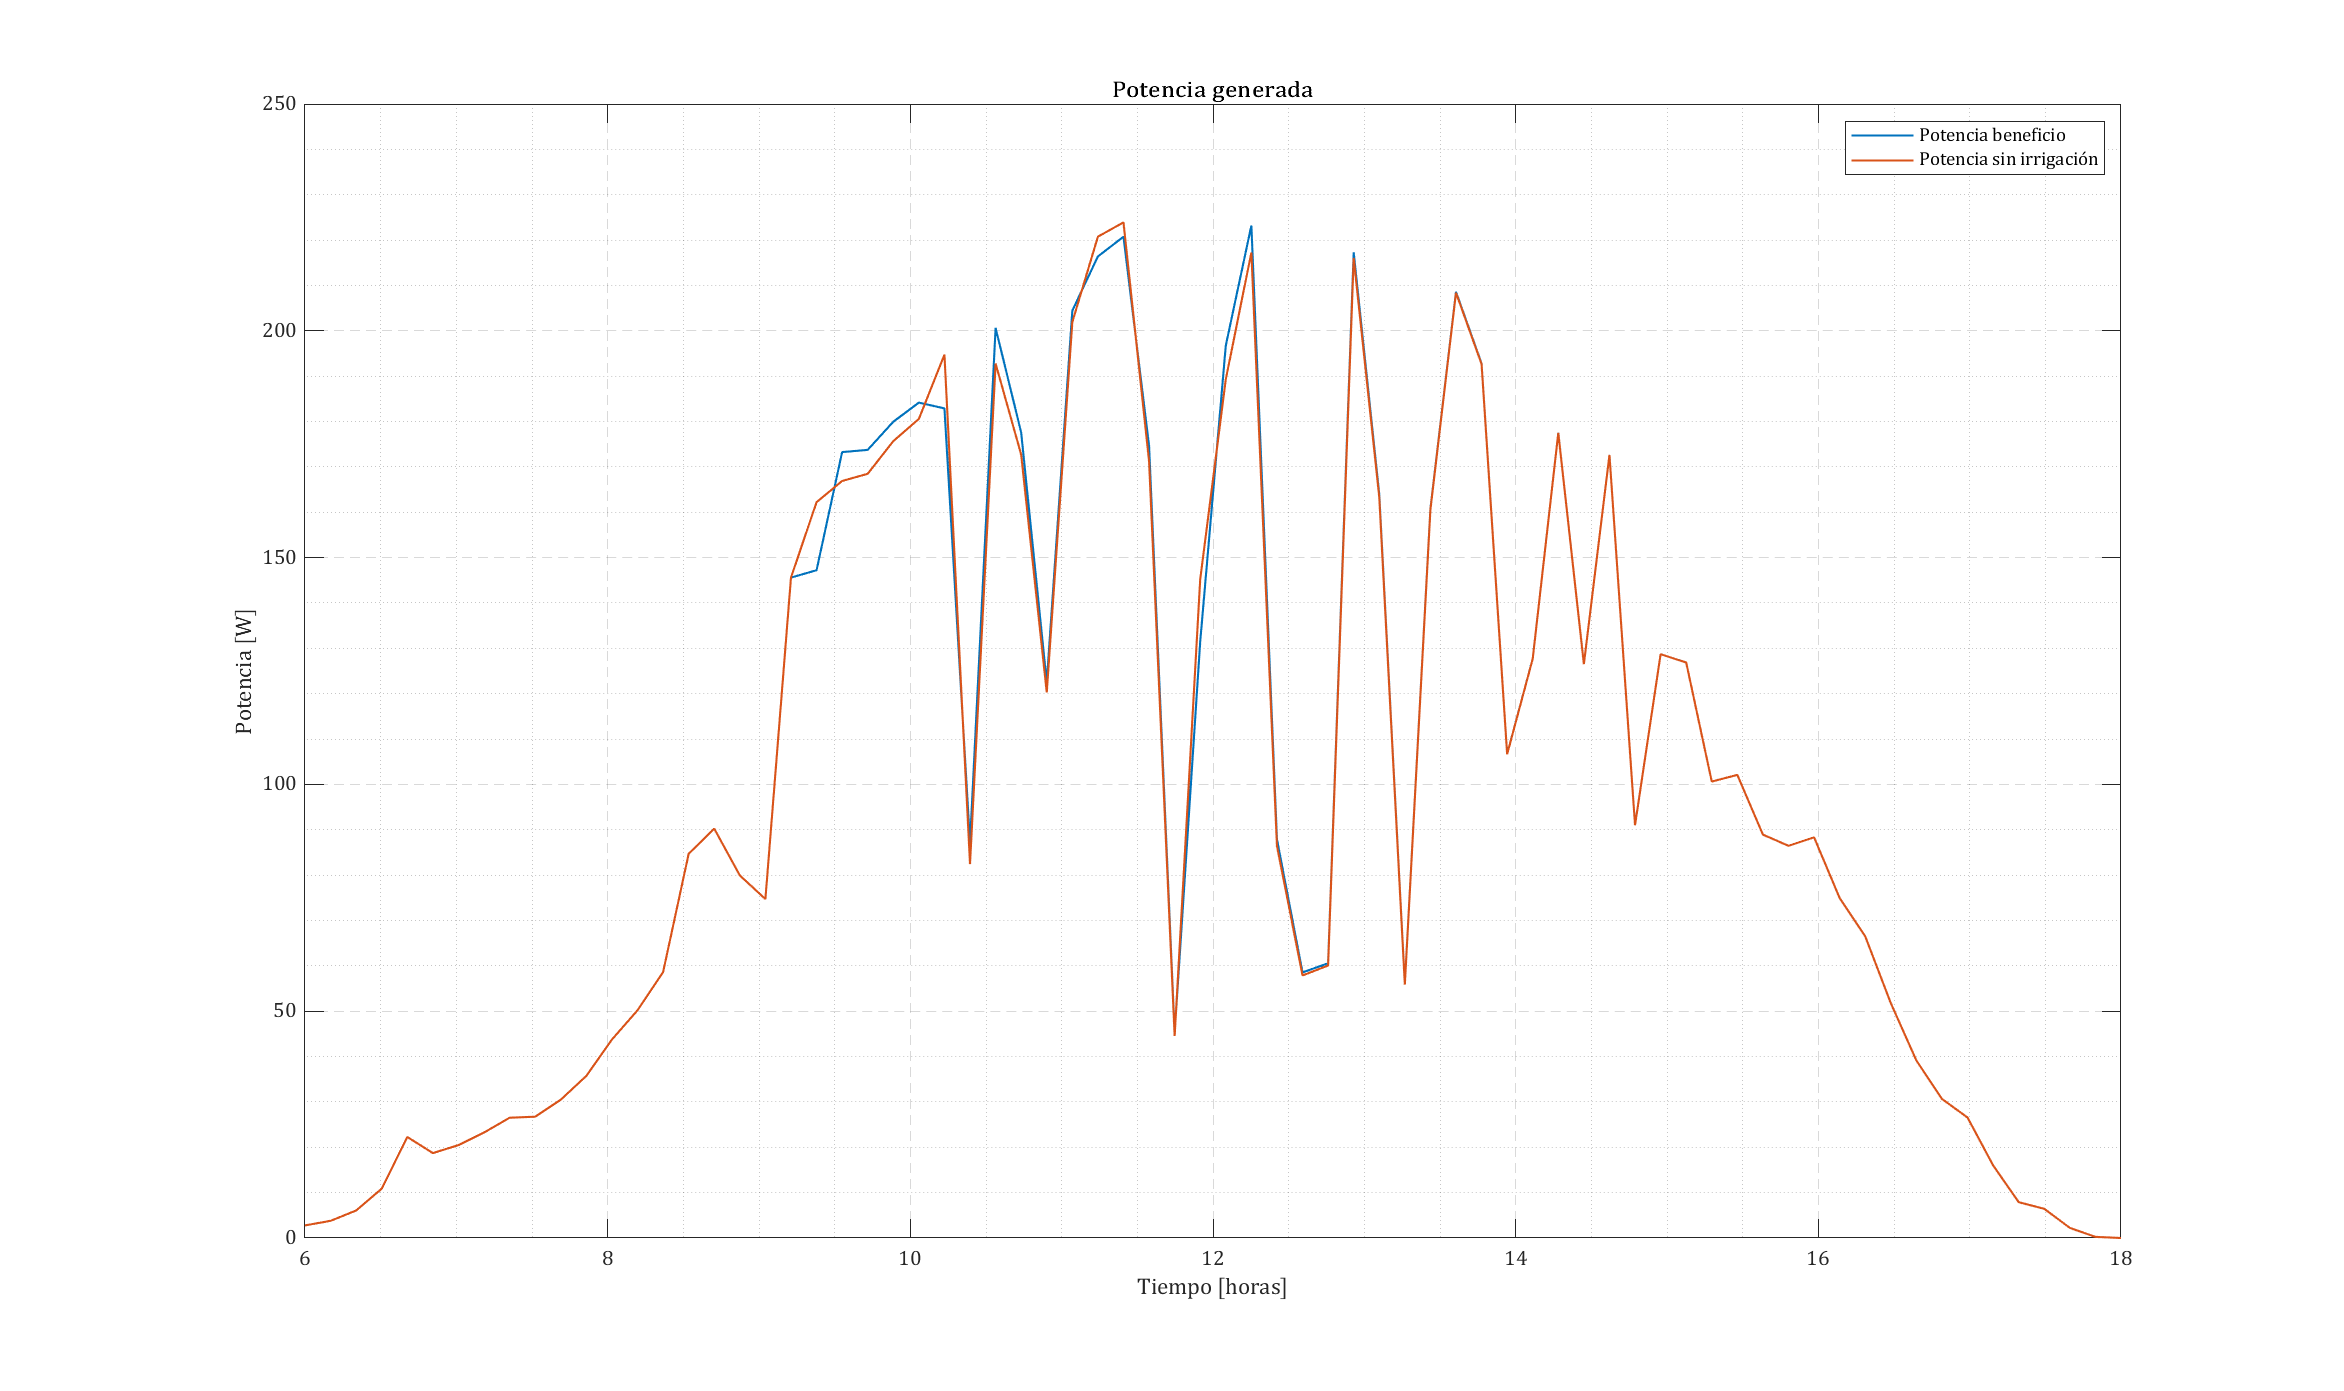 Potencia generada
250
200
150
100
50
0
Potencia [W]
6 8 10 12 14 16 18
Tiempo [horas]
Potencia beneficio
Potencia sin irrigación